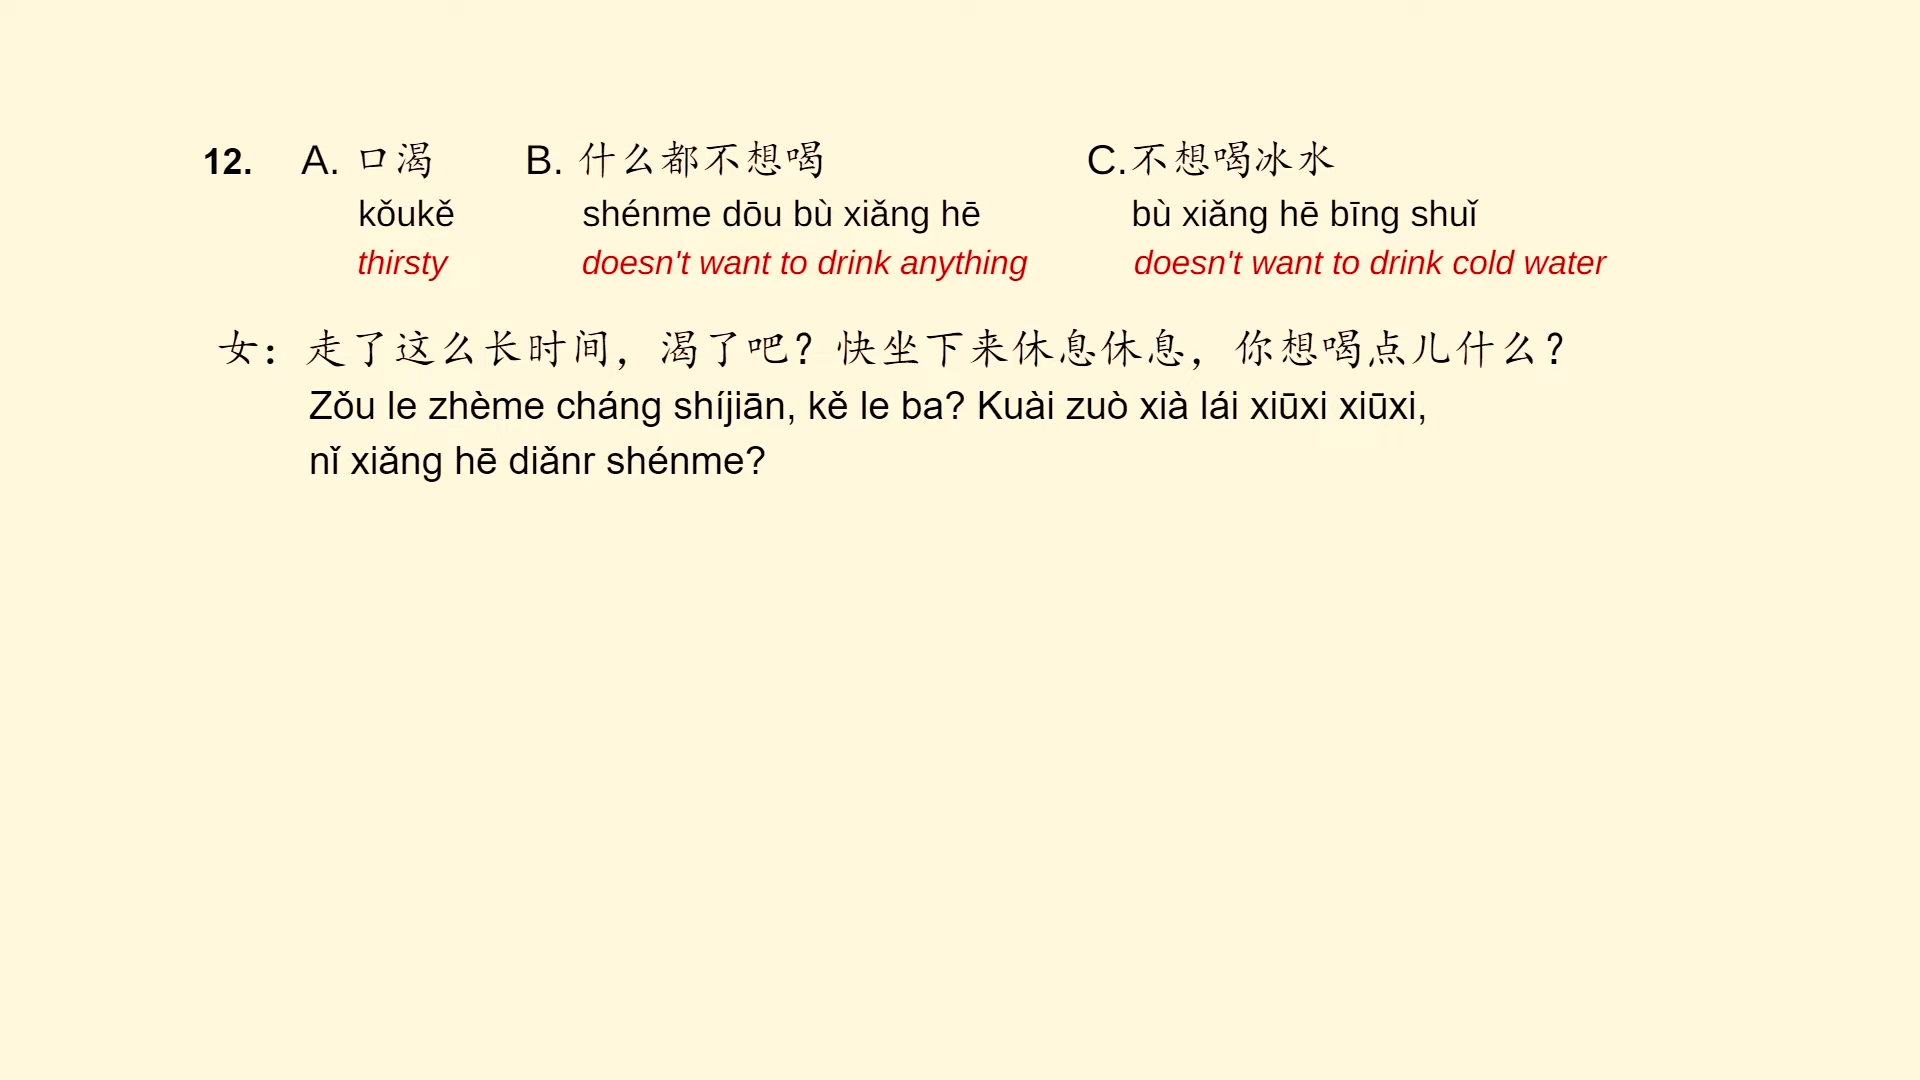 12. A. 口渴 B. 什么都不想喝 C.不想喝冰水
kǒukě shénme dōu bù xiǎng hē bù xiǎng hē bīng shuǐ
thirsty doesn't want to drink anything doesn't want to drink cold water
女：走了这么长时间，渴了吧？快坐下来休息休息，你想喝点儿什么？
Zǒu le zhème cháng shíjiān, kě le ba? Kuài zuò xià lái xiūxi xiūxi,
nǐ xiǎng hē diǎnr shénme?